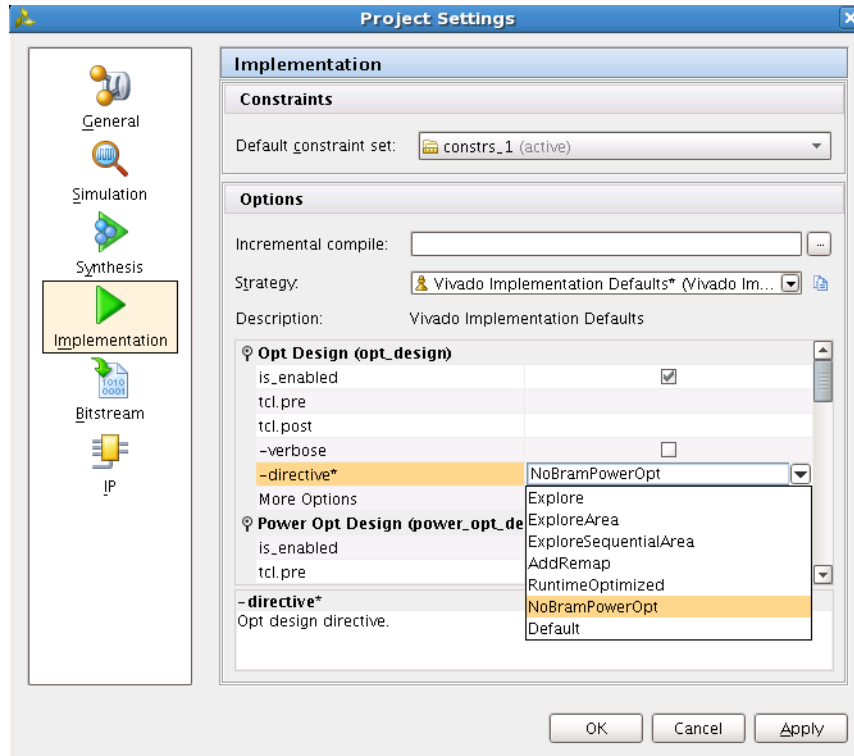 Project Settings
General
Simulation
Synthesis
Implementation
1010
0001
Bitstream
IP
Implementation
Constraints
Default constraint set: constrs_1 (active)
Options
Incremental compile: ...
Strategy: Vivado Implementation Defaults* (Vivado Im...
Description: Vivado Implementation Defaults
Opt Design (opt_design)
is_enabled
tcl.pre
tcl.post
-verbose
-directive* NoBramPowerOpt
More Options
Explore
ExploreArea
ExploreSequentialArea
AddRemap
RuntimeOptimized
NoBramPowerOpt
Default
Power Opt Design (power_opt_de
is_enabled
tcl.pre
-directive*
Opt design directive.
OK Cancel Apply